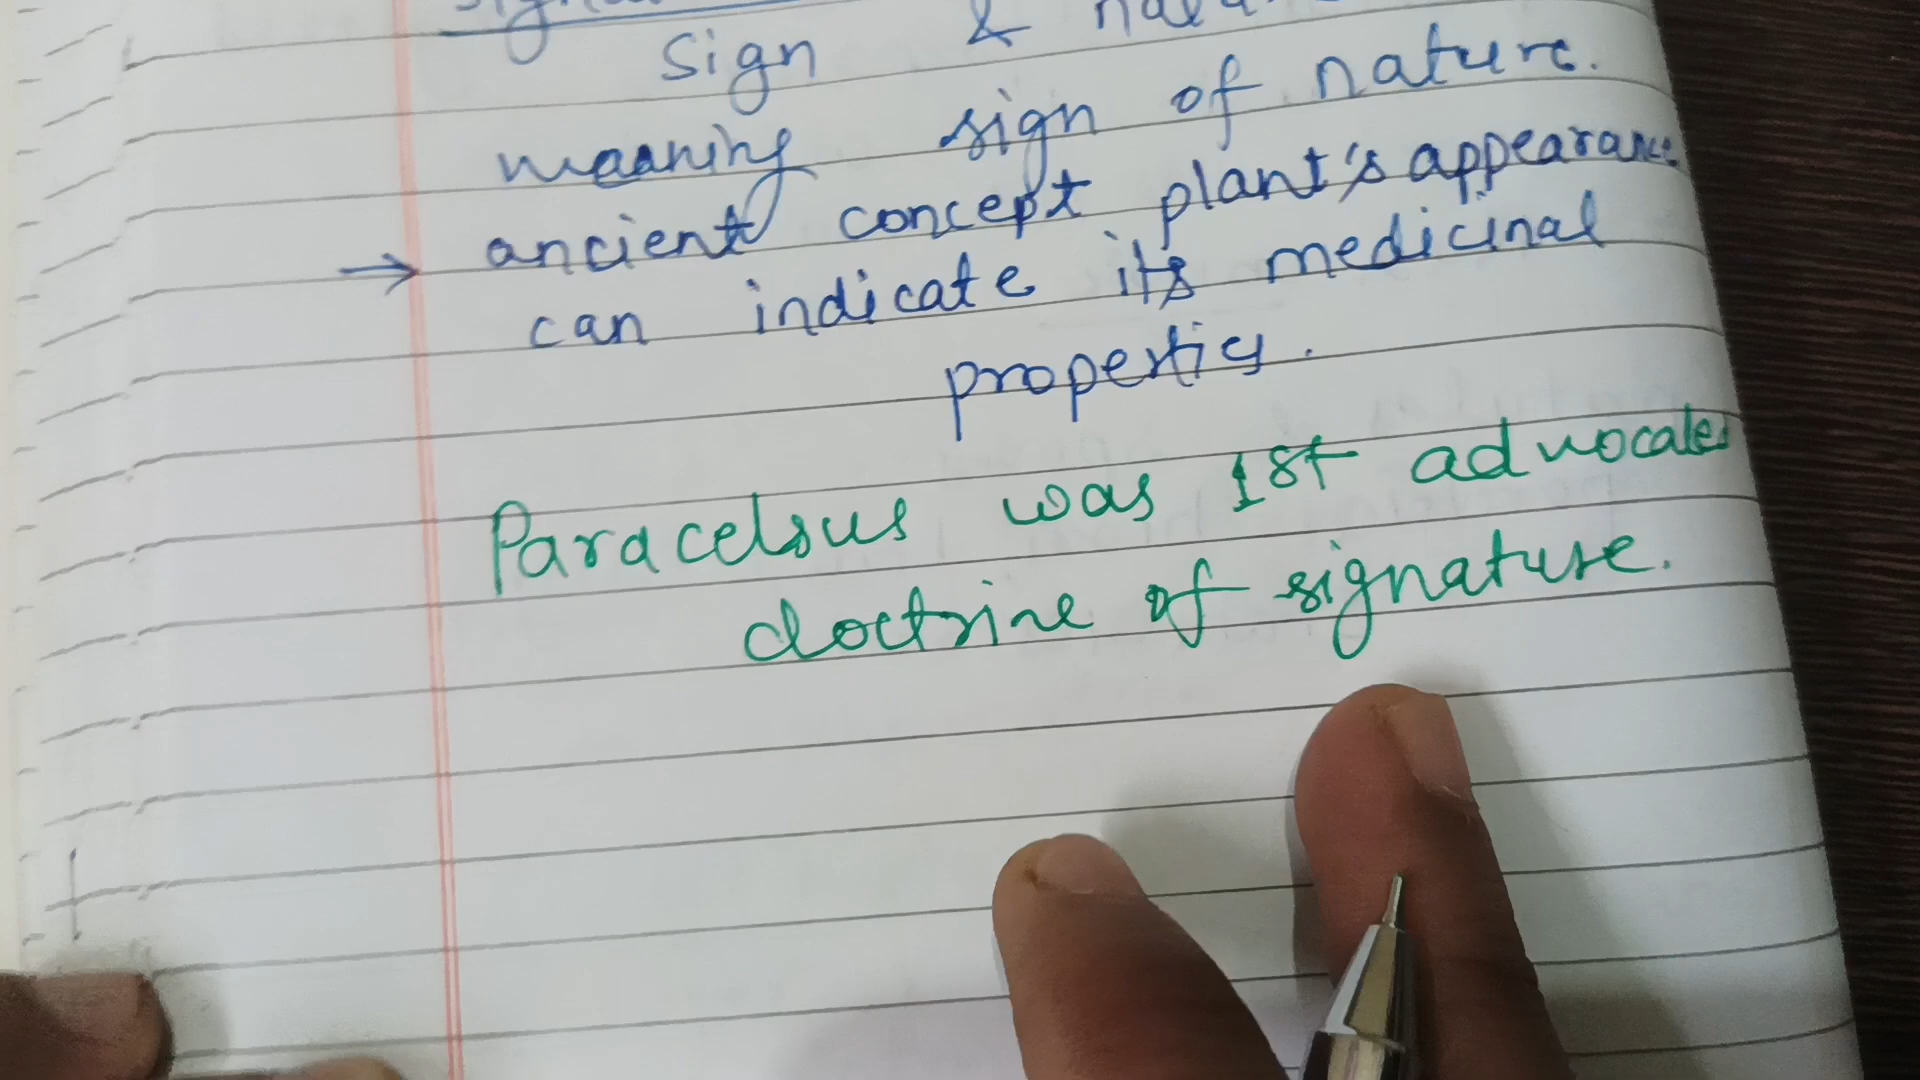 Sign &
meaning sign of nature.
ancient concept plant's appearance
can indicate its medicinal
properties.
Paracelsus was 1st advocates
doctrine of signature.